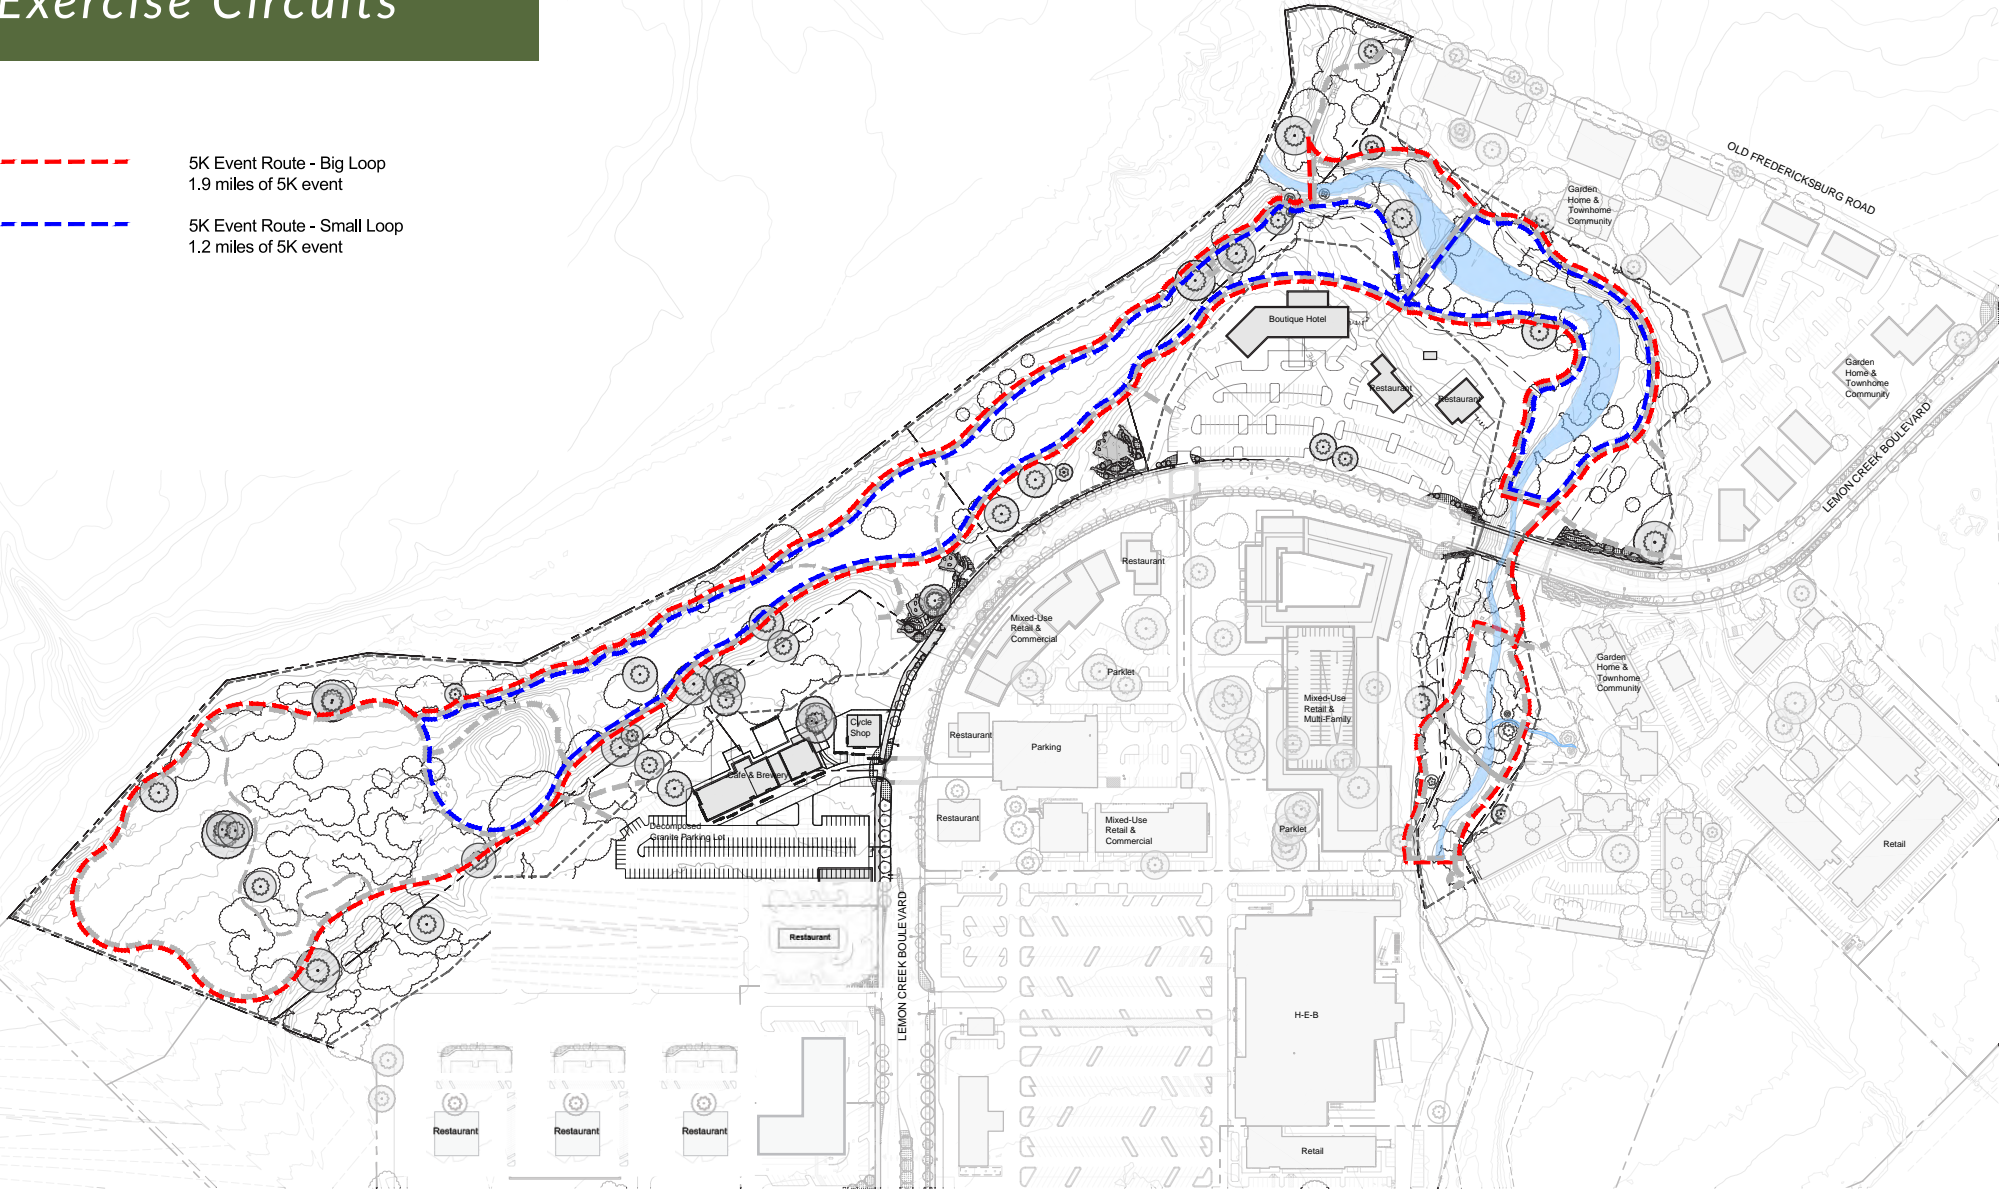 Exercise Circuits
5K Event Route - Big Loop
1.9 miles of 5K event
5K Event Route - Small Loop
1.2 miles of 5K event
OLD FREDERICKSBURG ROAD
Garden
Home &
Townhome
Community
Boutique Hotel
Restaurant
Restaurant
Garden
Home &
Townhome
Community
LEMON CREEK BOULEVARD
Restaurant
Mixed-Use
Retail &
Commercial
Parklet
Garden
Home &
Townhome
Community
Mixed-Use
Retail &
Multi-Family
Cycle
Shop
Restaurant
Parking
Cafe & Brewery
Restaurant
Mixed-Use
Retail &
Commercial
Parklet
Decomposed
Granite Parking Lot
Retail
LEMON CREEK BOULEVARD
Restaurant
H-E-B
Restaurant
Restaurant
Restaurant
Retail